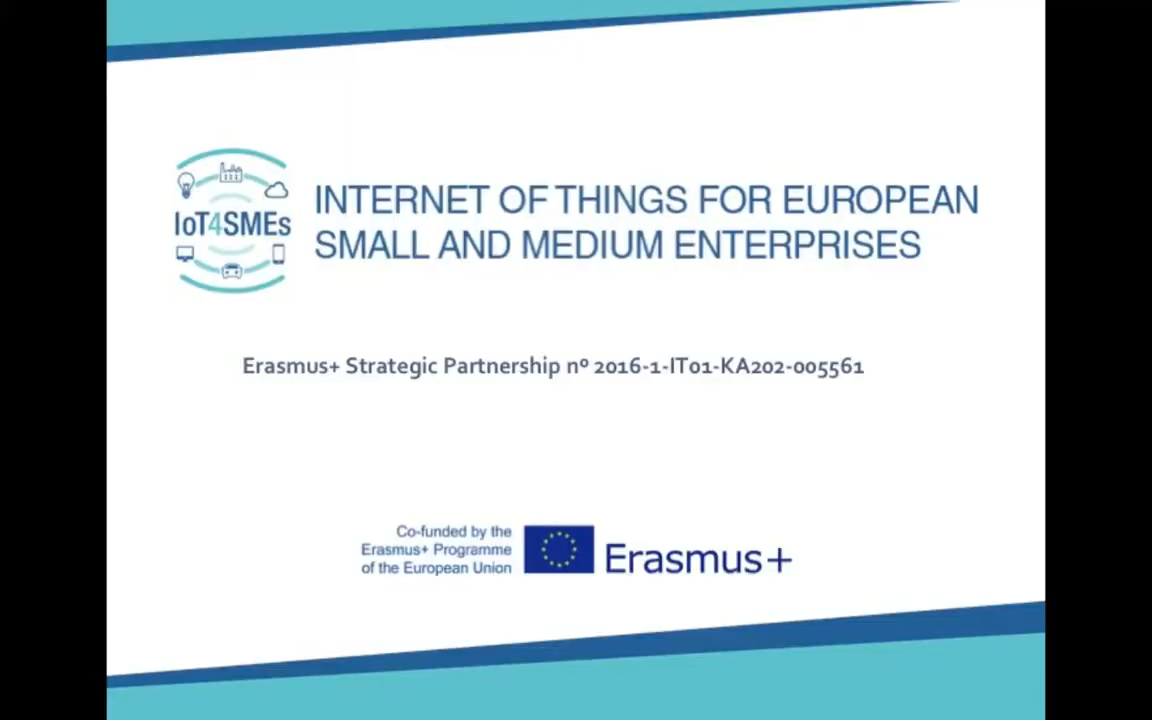 IoT4SMEs
INTERNET OF THINGS FOR EUROPEAN
SMALL AND MEDIUM ENTERPRISES
Erasmus+ Strategic Partnership nº 2016-1-IT01-KA202-005561
Co-funded by the
Erasmus+ Programme
of the European Union
Erasmus+